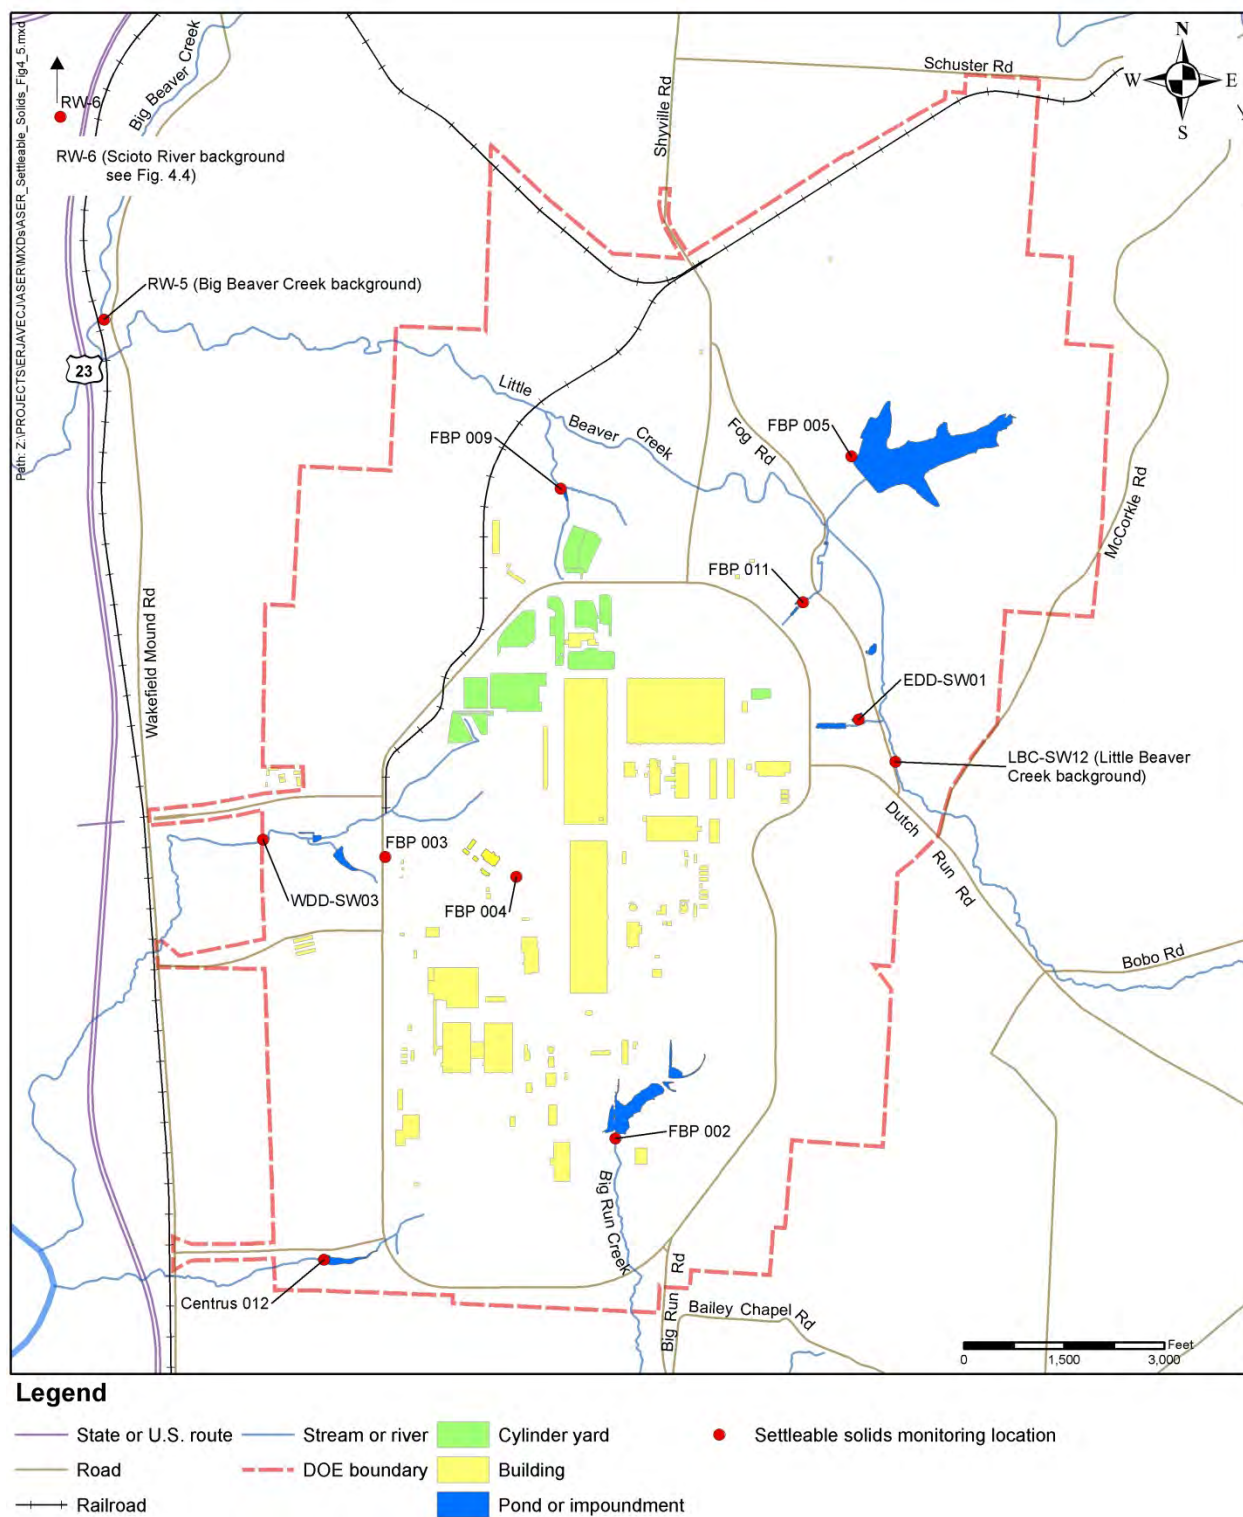 Path: Z:\PROJECTS\ERJAVECJ\ASER\MXDs\ASER_Settleable_Solids_Fig4_5.mxd
N
W E
S
Schuster Rd
Big Beaver Creek
Shyville Rd
RW-6
RW-6 (Scioto River background
see Fig. 4.4)
RW-5 (Big Beaver Creek background)
23
Little
Beaver
Creek
FBP 009
Fog Rd
FBP 005
McCorkle Rd
FBP 011
Wakefield Mound Rd
EDD-SW01
LBC-SW12 (Little Beaver
Creek background)
Dutch
Run
Rd
FBP 003
WDD-SW03
FBP 004
Bobo Rd
FBP 002
Big Run Creek
Centrus 012
Big Run Rd
Bailey Chapel Rd
Feet
0 1,500 3,000
Legend
State or U.S. route
Stream or river
Cylinder yard
Settleable solids monitoring location
Road
DOE boundary
Building
Railroad
Pond or impoundment